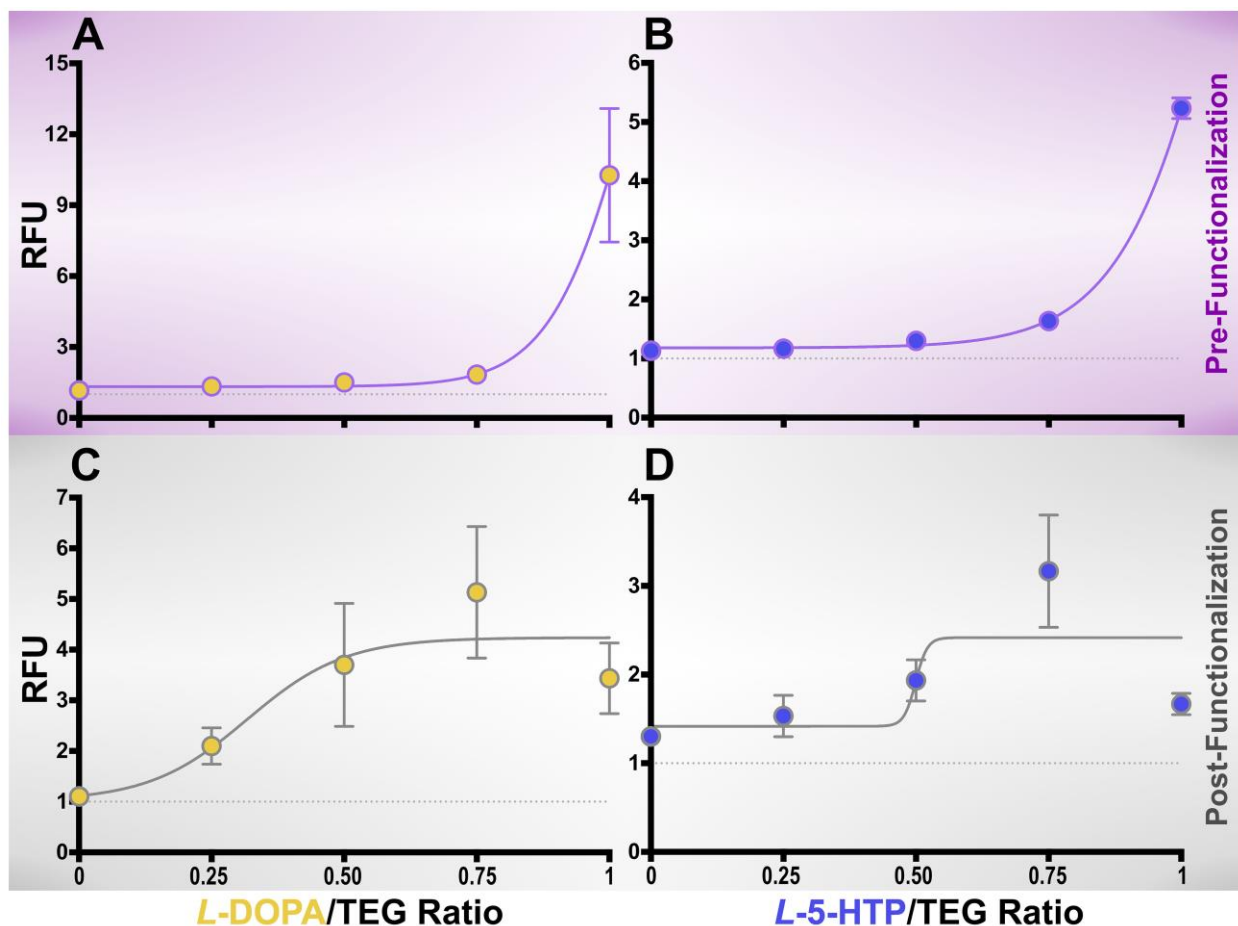 A
B
15
12
9
6
3
0
RFU
6
5
4
3
2
1
0
Pre-Functionalization
C
D
7
6
5
4
3
2
1
0
RFU
0 0.25 0.50 0.75 1
4
3
2
1
0
0 0.25 0.50 0.75 1
Post-Functionalization
L-DOPA/TEG Ratio
L-5-HTP/TEG Ratio